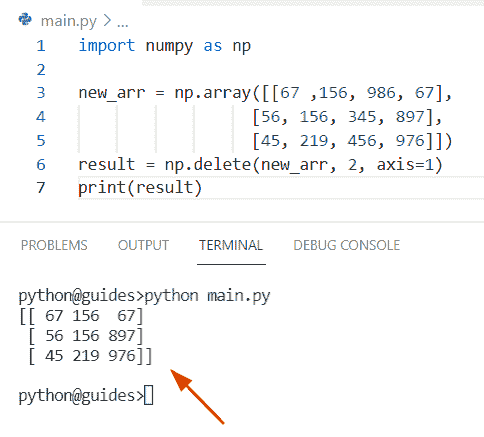 main.py > ...
1 import numpy as np
2
3 new_arr = np.array([[67 ,156, 986, 67],
4 [56, 156, 345, 897],
5 [45, 219, 456, 976]])
6 result = np.delete(new_arr, 2, axis=1)
7 print(result)
PROBLEMS OUTPUT TERMINAL DEBUG CONSOLE
python@guides>python main.py
[[ 67 156  67]
 [ 56 156 897]
 [ 45 219 976]]
python@guides>